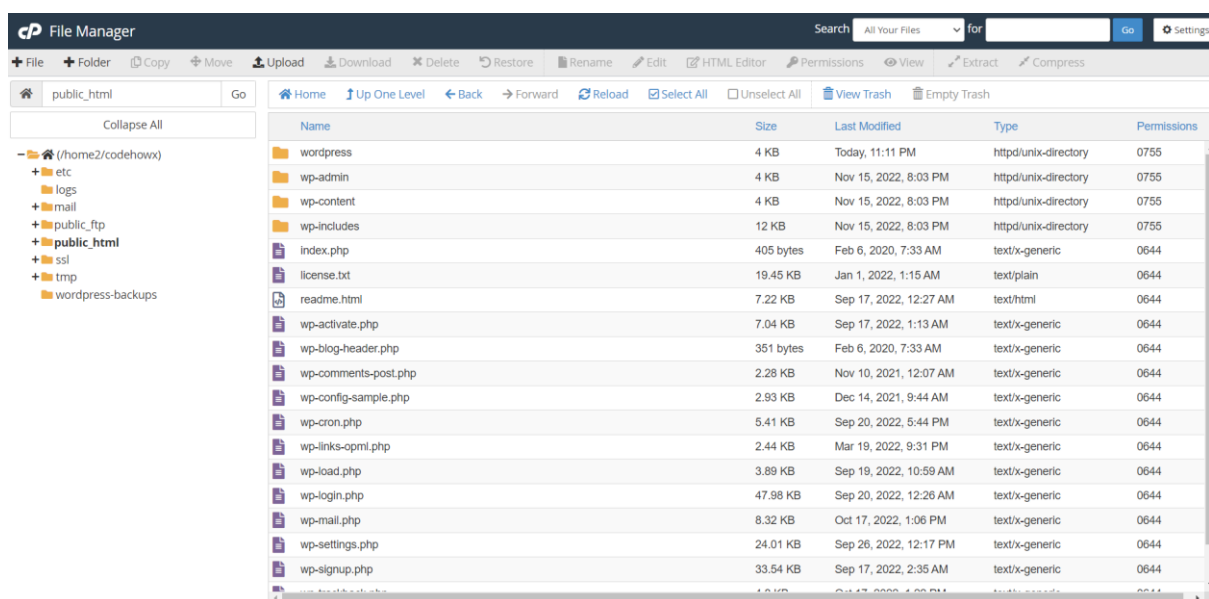 cP File Manager Search All Your Files for Go Settings
+ File + Folder Copy Move Upload Download Delete Restore Rename Edit HTML Editor Permissions View Extract Compress
public_html Go Home Up One Level Back Forward Reload Select All Unselect All View Trash Empty Trash
Collapse All
(/home2/codehowx)
etc
logs
mail
public_ftp
public_html
ssl
tmp
wordpress-backups
Name Size Last Modified Type Permissions
wordpress 4 KB Today, 11:11 PM httpd/unix-directory 0755
wp-admin 4 KB Nov 15, 2022, 8:03 PM httpd/unix-directory 0755
wp-content 4 KB Nov 15, 2022, 8:03 PM httpd/unix-directory 0755
wp-includes 12 KB Nov 15, 2022, 8:03 PM httpd/unix-directory 0755
index.php 405 bytes Feb 6, 2020, 7:33 AM text/x-generic 0644
license.txt 19.45 KB Jan 1, 2022, 1:15 AM text/plain 0644
readme.html 7.22 KB Sep 17, 2022, 12:27 AM text/html 0644
wp-activate.php 7.04 KB Sep 17, 2022, 1:13 AM text/x-generic 0644
wp-blog-header.php 351 bytes Feb 6, 2020, 7:33 AM text/x-generic 0644
wp-comments-post.php 2.28 KB Nov 10, 2021, 12:07 AM text/x-generic 0644
wp-config-sample.php 2.93 KB Dec 14, 2021, 9:44 AM text/x-generic 0644
wp-cron.php 5.41 KB Sep 20, 2022, 5:44 PM text/x-generic 0644
wp-links-opml.php 2.44 KB Mar 19, 2022, 9:31 PM text/x-generic 0644
wp-load.php 3.89 KB Sep 19, 2022, 10:59 AM text/x-generic 0644
wp-login.php 47.98 KB Sep 20, 2022, 12:26 AM text/x-generic 0644
wp-mail.php 8.32 KB Oct 17, 2022, 1:06 PM text/x-generic 0644
wp-settings.php 24.01 KB Sep 26, 2022, 12:17 PM text/x-generic 0644
wp-signup.php 33.54 KB Sep 17, 2022, 2:35 AM text/x-generic 0644